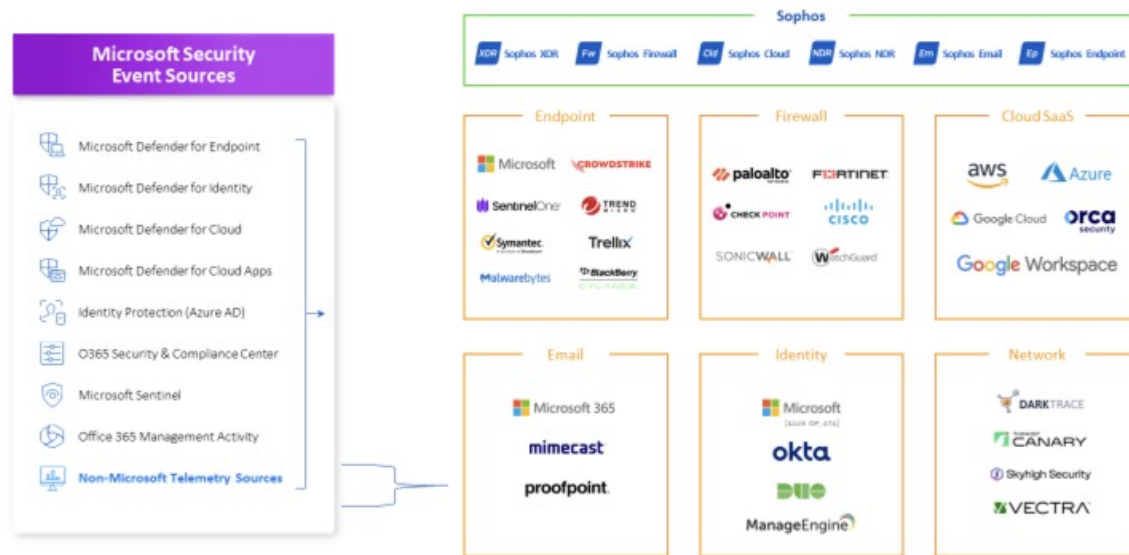 Microsoft Security
Event Sources
Microsoft Defender for Endpoint
Microsoft Defender for Identity
Microsoft Defender for Cloud
Microsoft Defender for Cloud Apps
Identity Protection (Azure AD)
O365 Security & Compliance Center
Microsoft Sentinel
Office 365 Management Activity
Non-Microsoft Telemetry Sources
Sophos
XDR Sophos XDR
Fw Sophos Firewall
Cld Sophos Cloud
NDR Sophos NDR
Em Sophos Email
Ep Sophos Endpoint
Endpoint
Microsoft
CROWDSTRIKE
SentinelOne
TREND
MICRO
Symantec.
Trellix
Malwarebytes
BlackBerry
CYLANCE
Firewall
paloalto
FORTINET
CHECK POINT
CISCO
SONICWALL
WatchGuard
Cloud SaaS
aws
Azure
Google Cloud
orca
security
Google Workspace
Email
Microsoft 365
mimecast
proofpoint.
Identity
Microsoft
okta
DUO
ManageEngine
Network
DARKTRACE
CANARY
Skyhigh Security
VECTRA